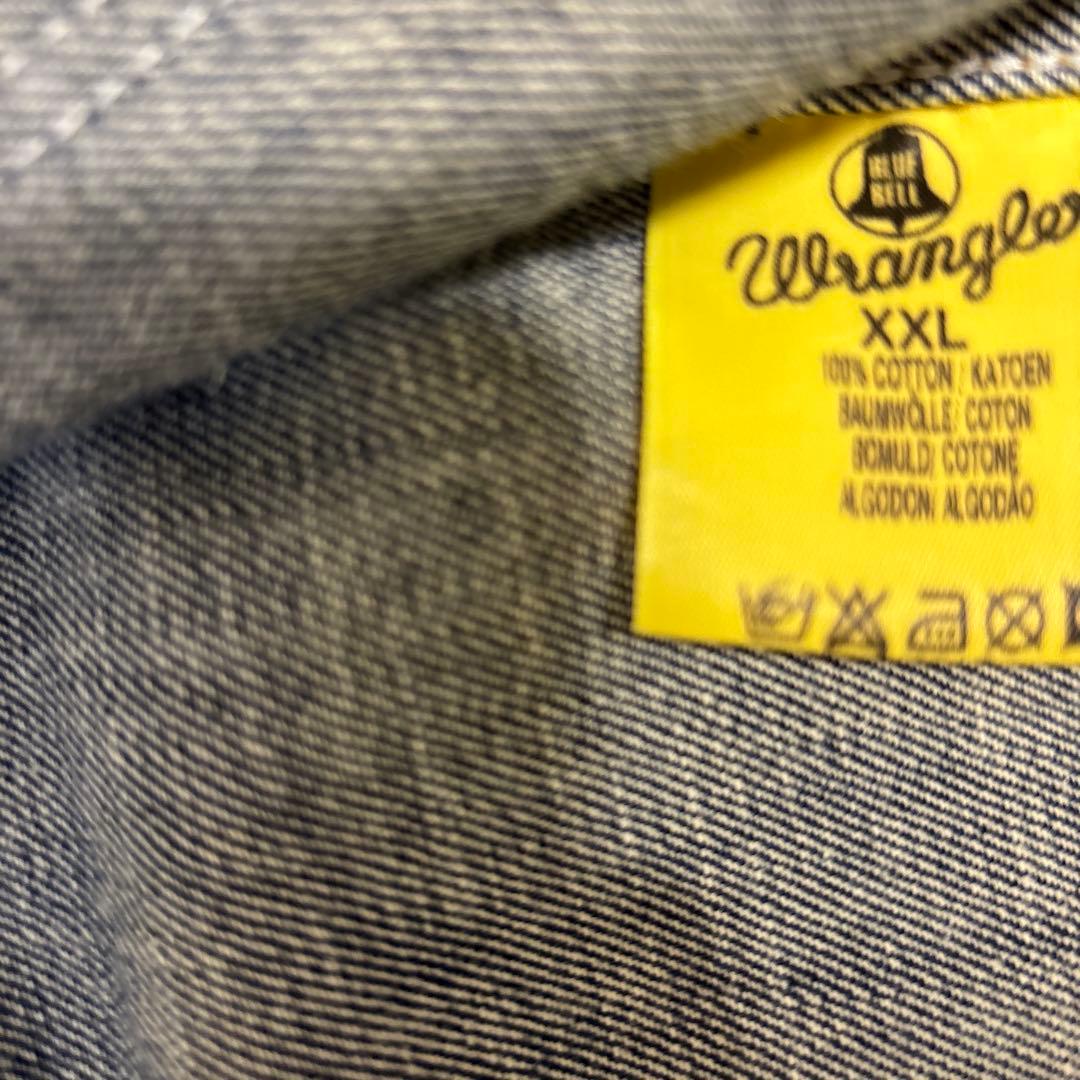 BLUE
BELL
Wrangler
XXL
100% COTTON / KATOEN
BAUMWOLLE / COTON
BOMULD / COTONE
ALGODON / ALGODÃO